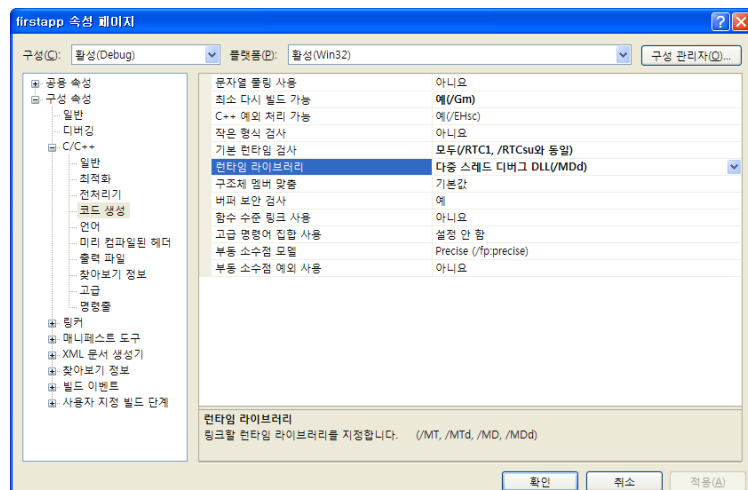 firstapp 속성 페이지
구성(C): 활성(Debug) 플랫폼(P): 활성(Win32) 구성 관리자(O)...
공용 속성
구성 속성
일반
디버깅
C/C++
일반
최적화
전처리기
코드 생성
언어
미리 컴파일된 헤더
출력 파일
찾아보기 정보
고급
명령줄
링커
매니페스트 도구
XML 문서 생성기
찾아보기 정보
빌드 이벤트
사용자 지정 빌드 단계
문자열 풀링 사용 아니요
최소 다시 빌드 가능 예(/Gm)
C++ 예외 처리 가능 예(/EHsc)
작은 형식 검사 아니요
기본 런타임 검사 모두(/RTC1, /RTCsu와 동일)
런타임 라이브러리 다중 스레드 디버그 DLL(/MDd)
구조체 멤버 맞춤 기본값
버퍼 보안 검사 예
함수 수준 링크 사용 아니요
고급 명령어 집합 사용 설정 안 함
부동 소수점 모델 Precise (/fp:precise)
부동 소수점 예외 사용 아니요
런타임 라이브러리
링크할 런타임 라이브러리를 지정합니다. (/MT, /MTd, /MD, /MDd)
확인 취소 적용(A)